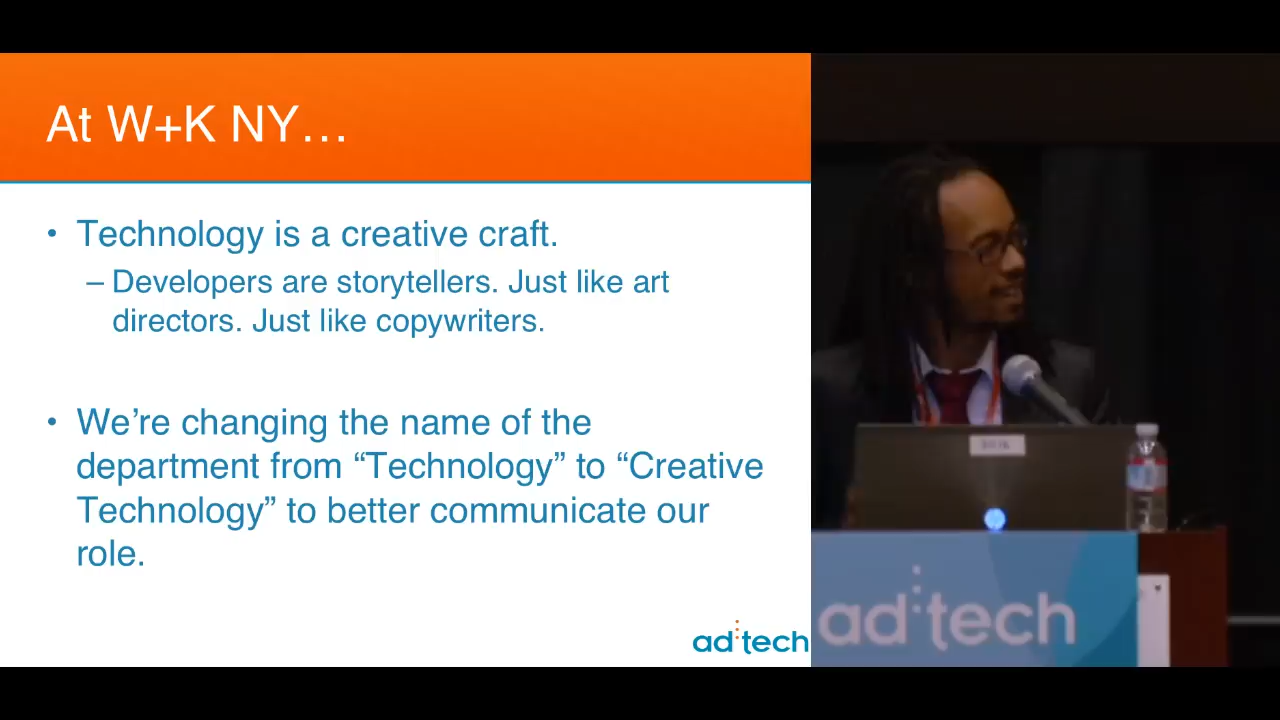 At W+K NY…
• Technology is a creative craft.
– Developers are storytellers. Just like art
directors. Just like copywriters.
• We’re changing the name of the
department from “Technology” to “Creative
Technology” to better communicate our
role.
ad:tech
ad:tech